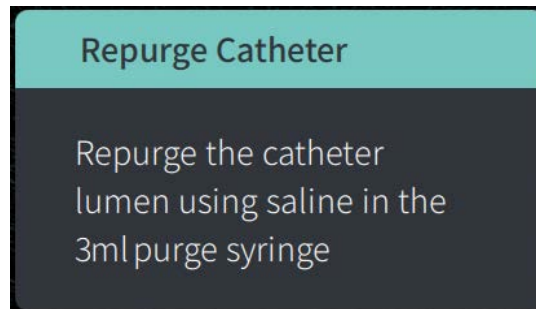 Repurge Catheter
Repurge the catheter
lumen using saline in the
3ml purge syringe